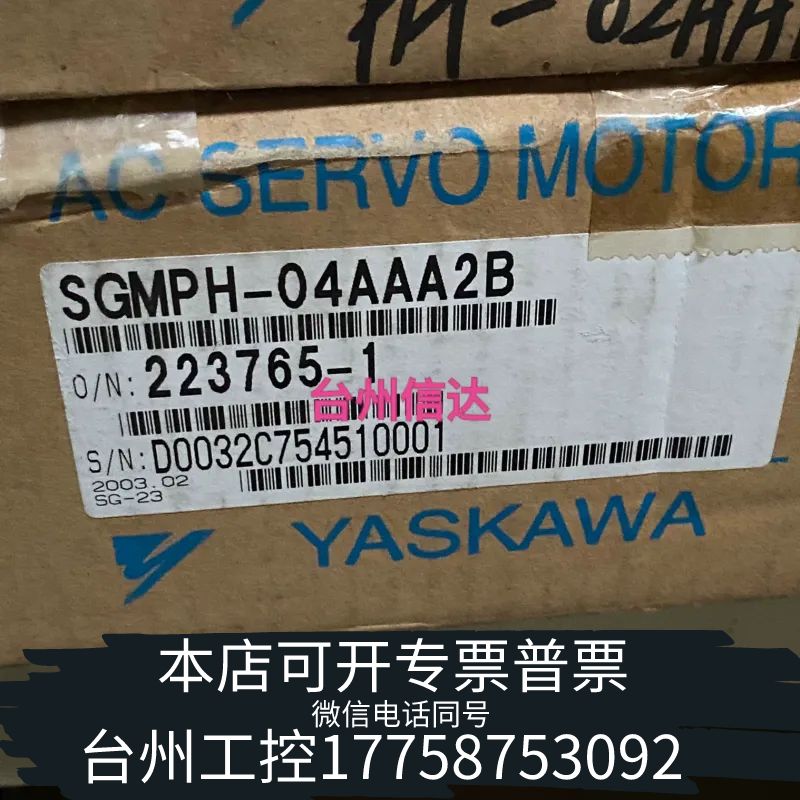 AC SERVO MOTOR
SGMPH-04AAA2B
O/N: 223765-1
台州信达
S/N: D0032C754510001
2003.02
SG-23
YASKAWA
本店可开专票普票
微信电话同号
台州工控17758753092